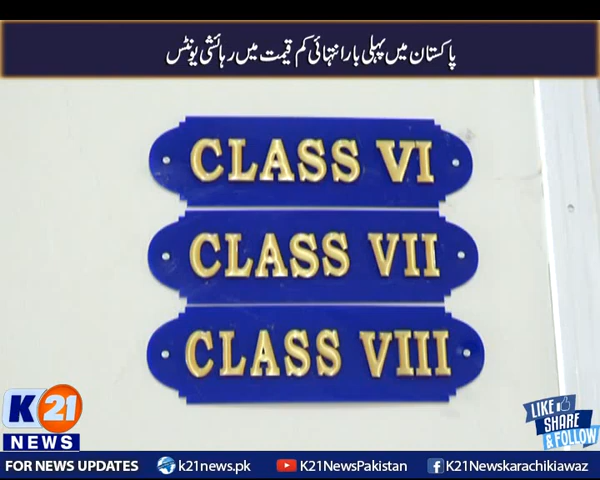 پاکستان میں پہلی بار انتہائی کم قیمت میں رہائشی یونٹس
CLASS VI
CLASS VII
CLASS VIII
K21
NEWS
LIKE
SHARE
& FOLLOW
FOR NEWS UPDATES k21news.pk K21NewsPakistan K21Newskarachikiawaz